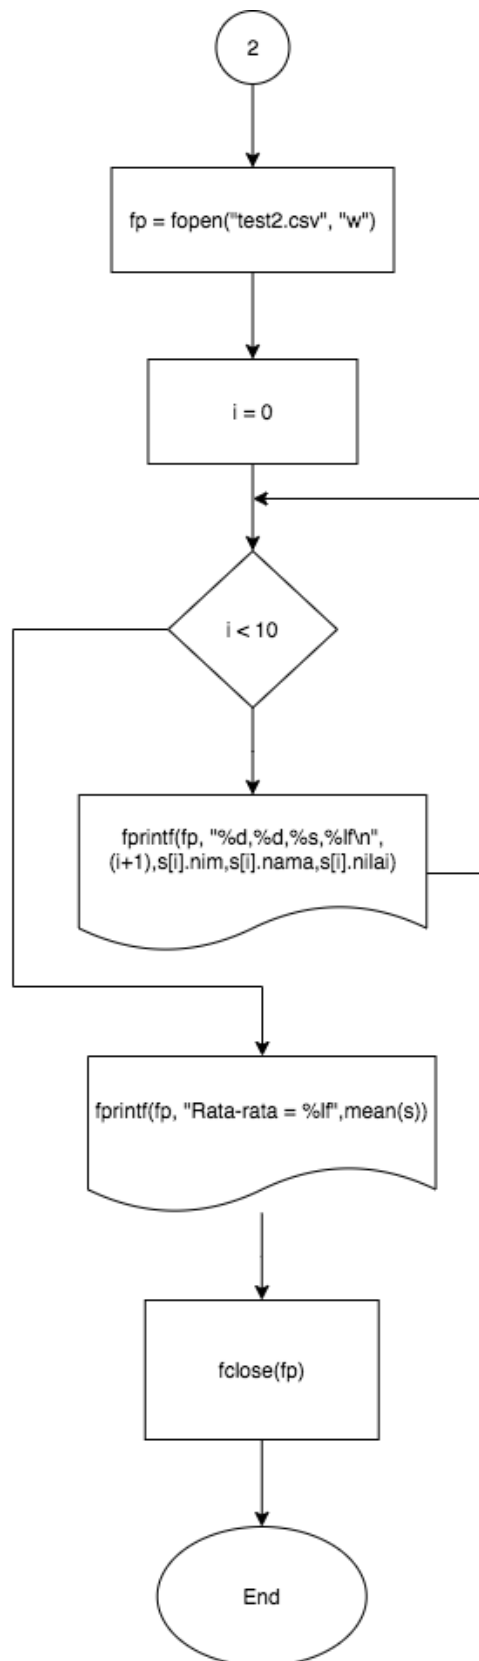 2
fp = fopen("test2.csv", "w")
i = 0
i < 10
fprintf(fp, "%d,%d,%s,%lf\n",
(i+1),s[i].nim,s[i].nama,s[i].nilai)
fprintf(fp, "Rata-rata = %lf",mean(s))
fclose(fp)
End